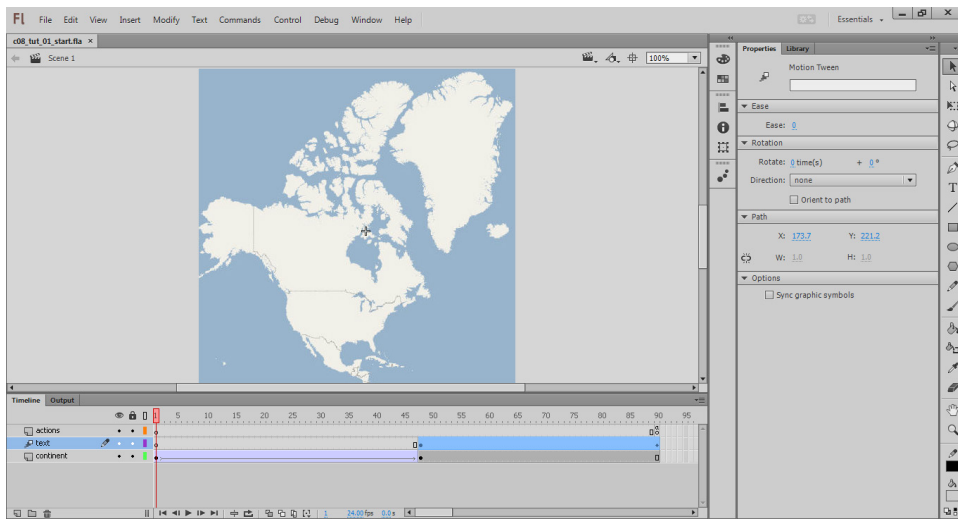 Fl File Edit View Insert Modify Text Commands Control Debug Window Help Essentials
c08_tut_01_start.fla ×
Scene 1 100%
Properties Library
Motion Tween
Ease
Ease: 0
Rotation
Rotate: 0 time(s) + 0 °
Direction: none
Orient to path
Path
X: 173.7 Y: 221.2
W: 1.0 H: 1.0
Options
Sync graphic symbols
Timeline Output
1 5 10 15 20 25 30 35 40 45 50 55 60 65 70 75 80 85 90 95
actions
text
continent
1 24.00 fps 0.0 s